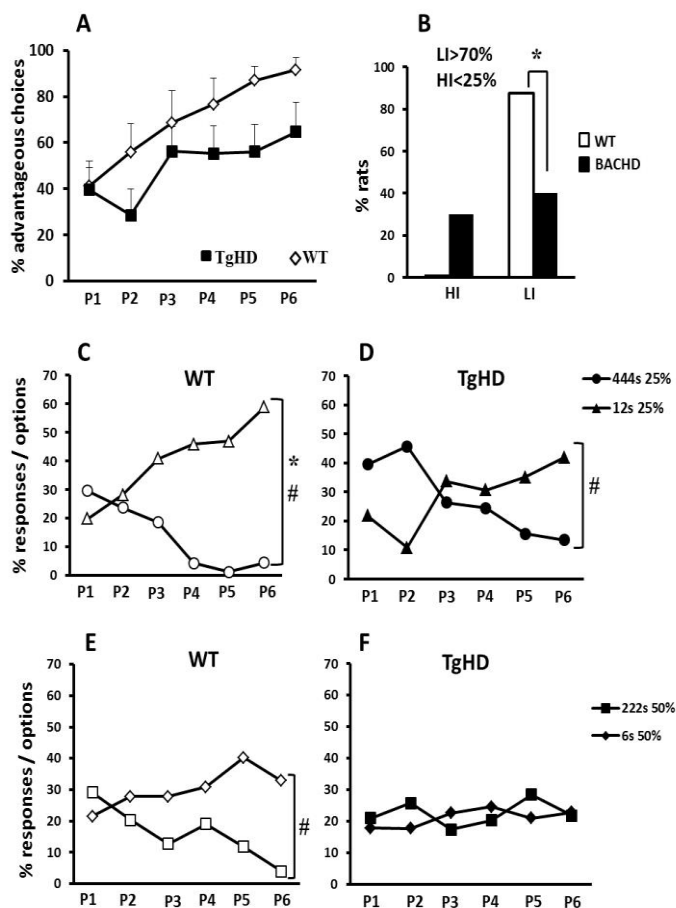 A
% advantageous choices
100
80
60
40
20
0
TgHD
WT
P1 P2 P3 P4 P5 P6
B
LI>70%
HI<25%
*
% rats
100
80
60
40
20
0
WT
BACHD
HI LI
C
WT
% responses / options
70
60
50
40
30
20
10
0
*
#
P1 P2 P3 P4 P5 P6
D
TgHD
70
60
50
40
30
20
10
0
#
444s 25%
12s 25%
P1 P2 P3 P4 P5 P6
E
WT
% responses / options
70
60
50
40
30
20
10
0
#
P1 P2 P3 P4 P5 P6
F
TgHD
70
60
50
40
30
20
10
0
222s 50%
6s 50%
P1 P2 P3 P4 P5 P6